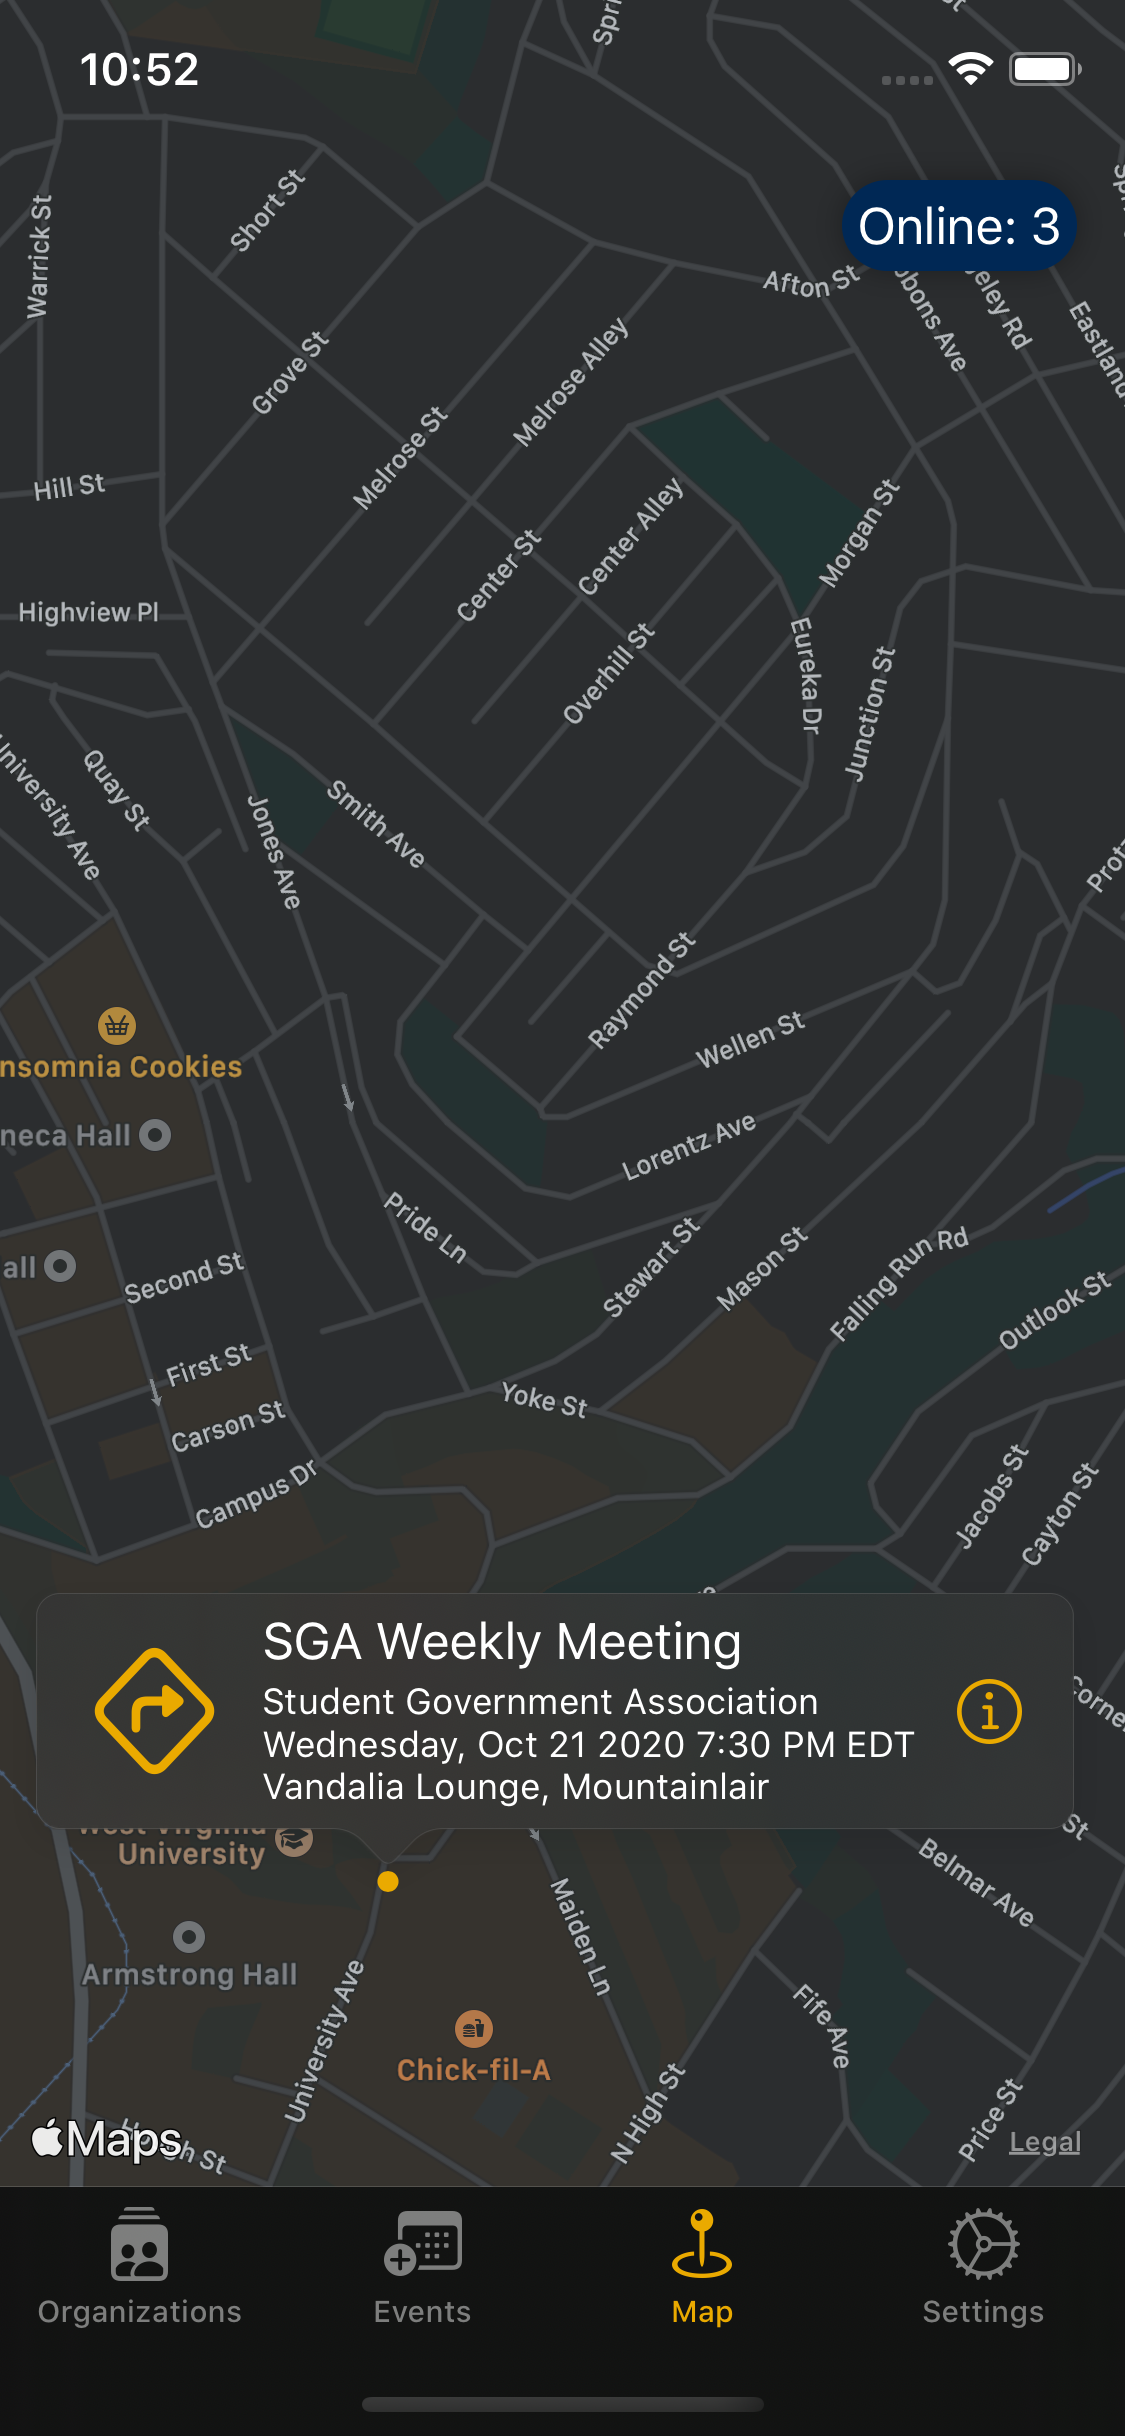 10:52
Short St
Warrick St
Online: 3
Afton St
Eastland
Grove St
Melrose Alley
Melrose St
Hill St
Center Alley
Morgan St
Center St
Highview Pl
Overhill St
Eureka Dr
Junction St
University Ave
Quay St
Smith Ave
Jones Ave
Raymond St
Wellen St
nsomnia Cookies
neca Hall
Lorentz Ave
Pride Ln
Stewart St
Mason St
Falling Run Rd
all
Second St
Outlook St
First St
Yoke St
Carson St
Campus Dr
Jacobs St
Cayton St
SGA Weekly Meeting
Student Government Association
Wednesday, Oct 21 2020 7:30 PM EDT
Vandalia Lounge, Mountainlair
West Virginia
University
St
Belmar Ave
Maiden Ln
Armstrong Hall
University Ave
Fife Ave
Chick-fil-A
N High St
Price St
Maps
Legal
Organizations
Events
Map
Settings